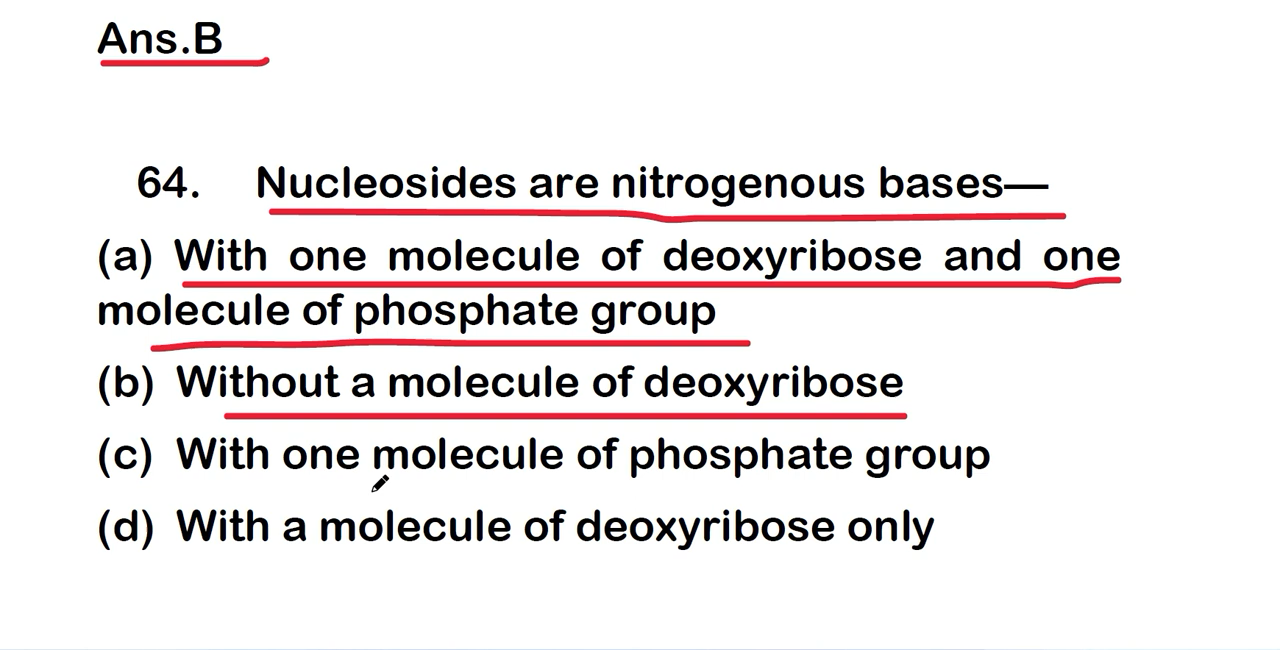 Ans.B
64. Nucleosides are nitrogenous bases—
(a) With one molecule of deoxyribose and one
molecule of phosphate group
(b) Without a molecule of deoxyribose
(c) With one molecule of phosphate group
(d) With a molecule of deoxyribose only